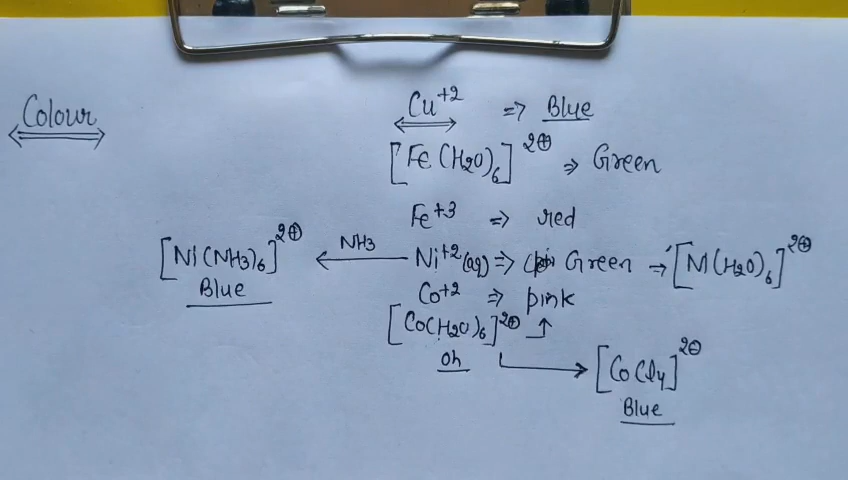 Colour
Cu⁺² ⇒ Blue
[Fe(H₂O)₆]²⊕ ⇒ Green
Fe⁺³ ⇒ red
[Ni(NH₃)₆]²⊕ ←NH₃— Ni⁺²(aq) ⇒ Green → [Ni(H₂O)₆]²⊕
Blue
Co⁺² ⇒ pink
[Co(H₂O)₆]²⊕
Oh
→ [CoCl₄]²⊕
Blue